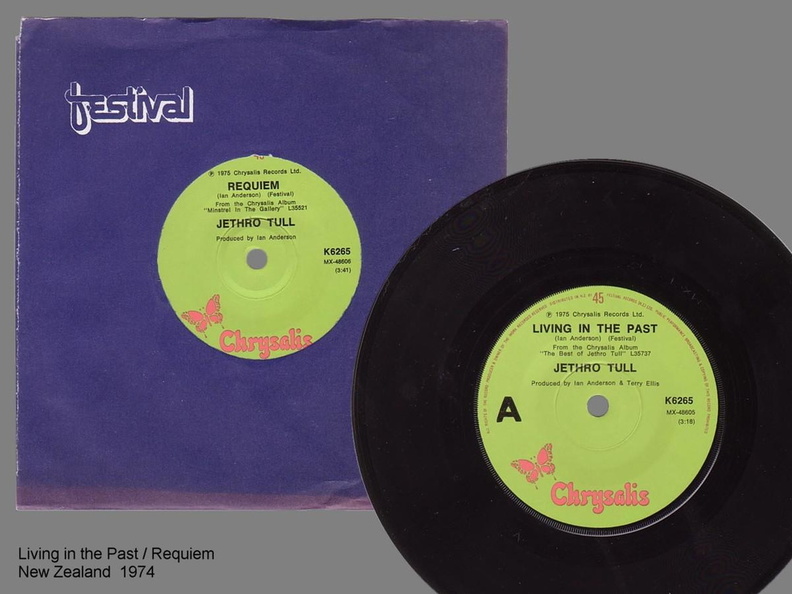 festival
45
℗ 1975 Chrysalis Records Ltd.
REQUIEM
(Ian Anderson) (Festival)
From the Chrysalis Album
"Minstrel In The Gallery" L35521
JETHRO TULL
Produced by Ian Anderson
K6265
MX-48606
(3:41)
Chrysalis
45
℗ 1975 Chrysalis Records Ltd.
LIVING IN THE PAST
(Ian Anderson) (Festival)
From the Chrysalis Album
"The Best of Jethro Tull" L35737
JETHRO TULL
Produced by Ian Anderson & Terry Ellis
A
K6265
MX-48605
(3:18)
Chrysalis
Living in the Past / Requiem
New Zealand 1974